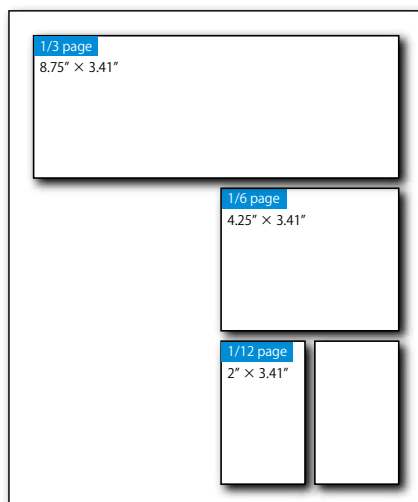 1/3 page
8.75” × 3.41”
1/6 page
4.25” × 3.41”
1/12 page
2” × 3.41”